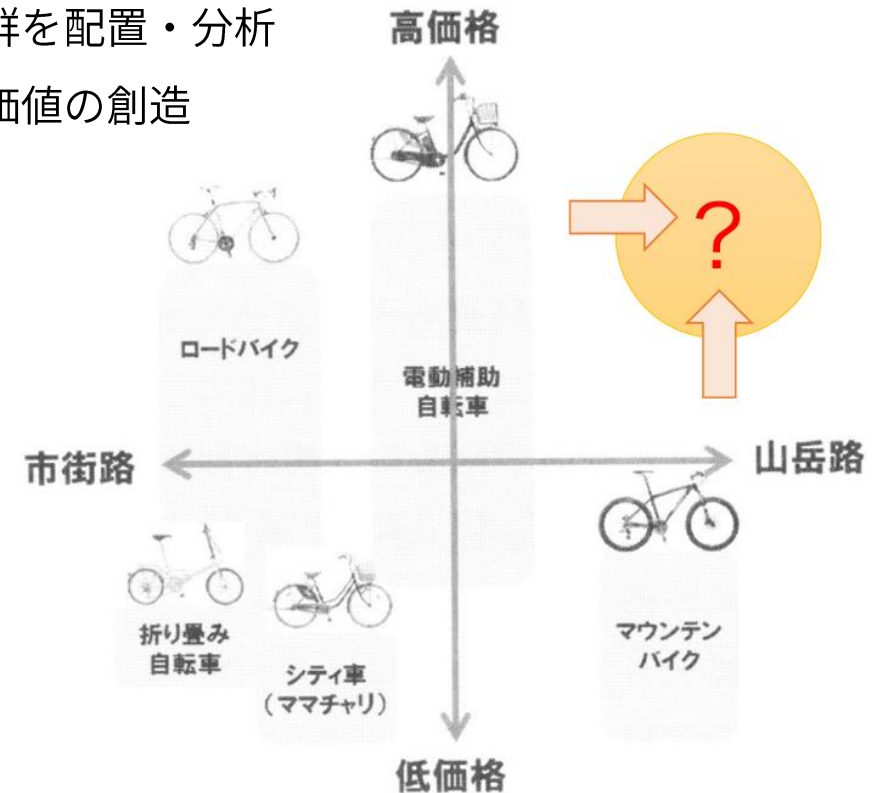 群を配置・分析
高価格
価値の創造
?
ロードバイク
電動補助
自転車
市街路
山岳路
折り畳み
自転車
シティ車
(ママチャリ)
マウンテン
バイク
低価格